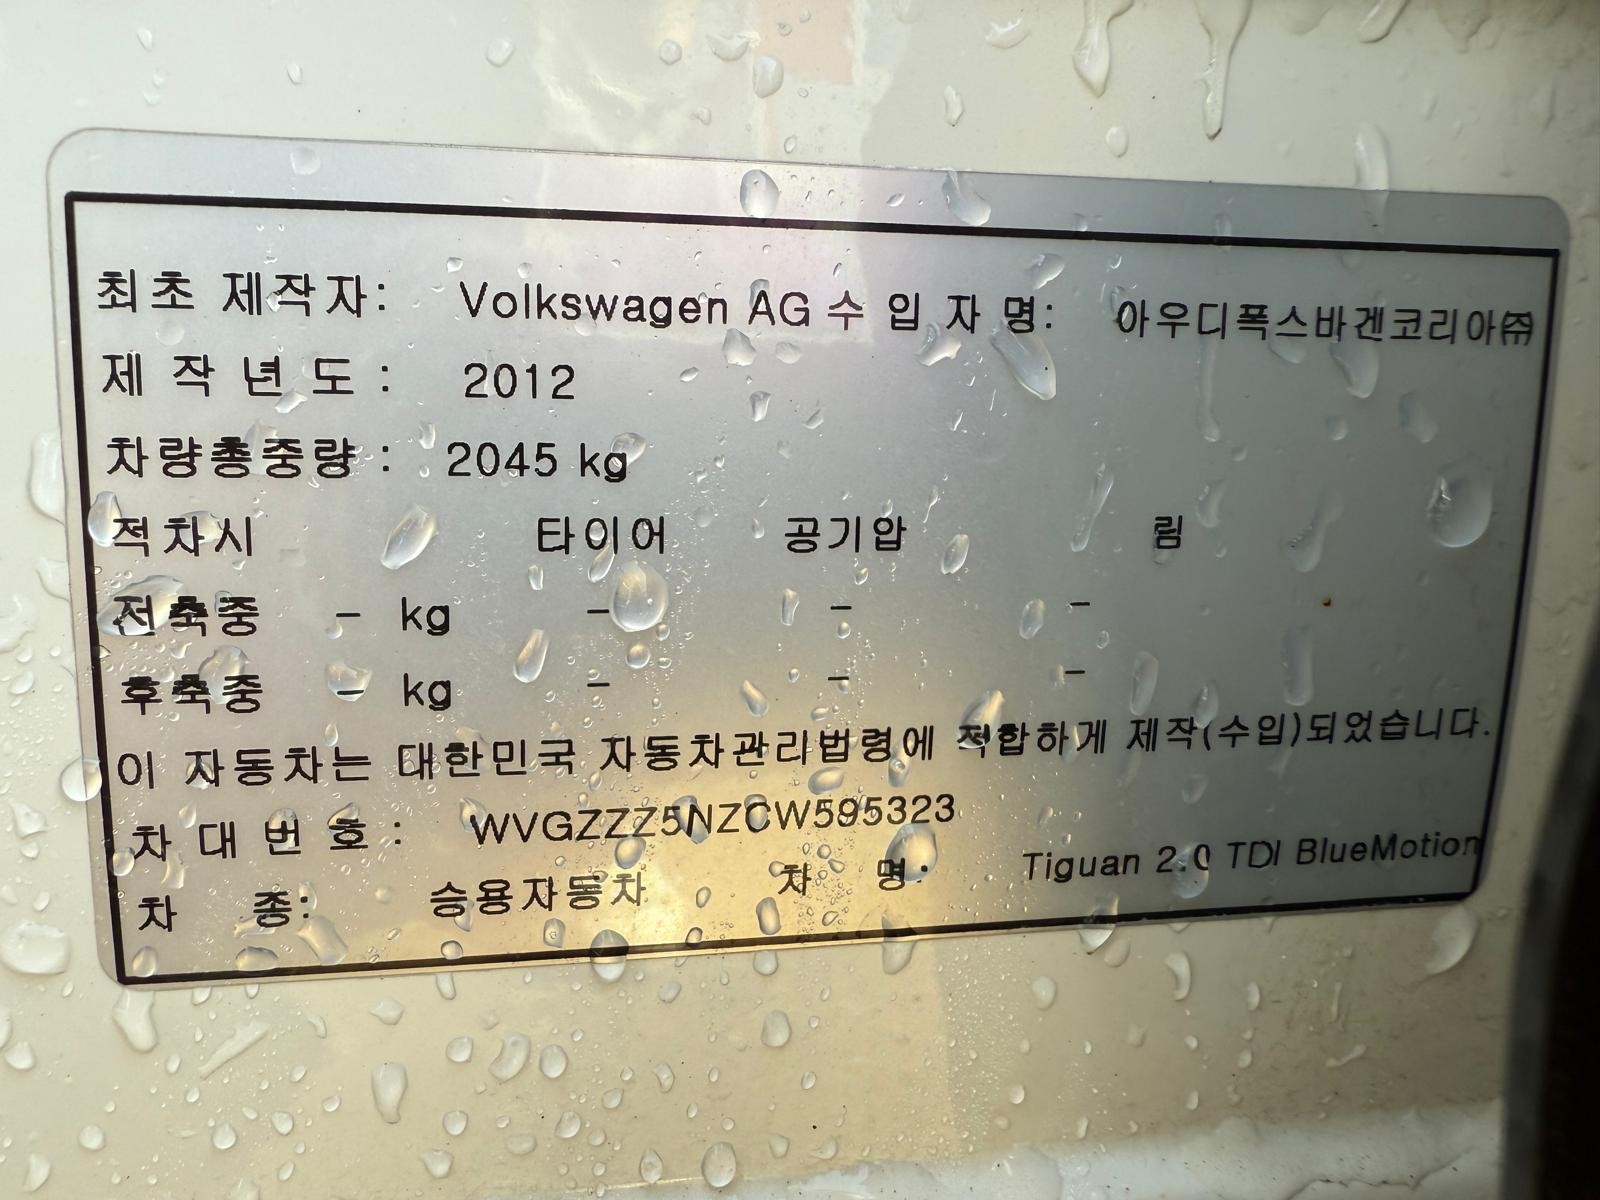 최초 제작자: Volkswagen AG 수 입 자 명: 아우디폭스바겐코리아㈜
제 작 년 도 : 2012
차량총중량 : 2045 kg
적차시 타이어 공기압 림
전축중 - kg - - -
후축중 - kg - - -
이 자동차는 대한민국 자동차관리법령에 적합하게 제작(수입)되었습니다.
차 대 번 호 : WVGZZZ5NZCW595323
차 종: 승용자동차 차 명: Tiguan 2.0 TDI BlueMotion